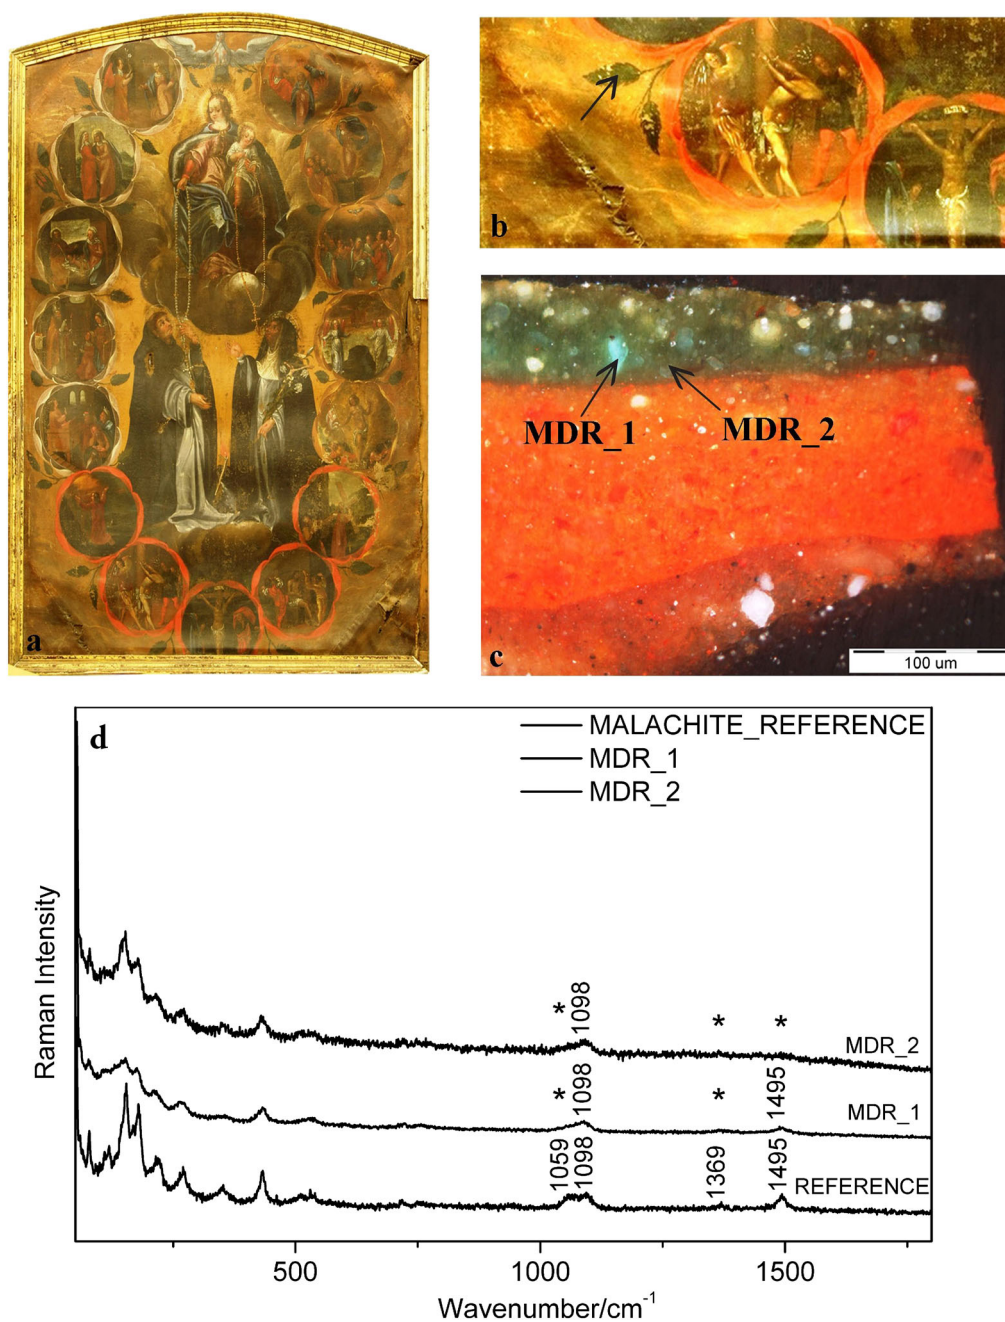 a
b
MDR_1
MDR_2
c
100 um
d
MALACHITE_REFERENCE
MDR_1
MDR_2
Raman Intensity
*
1098
*
*
MDR_2
*
1098
*
1495
MDR_1
1059
1098
1369
1495
REFERENCE
500
1000
1500
Wavenumber/cm⁻¹